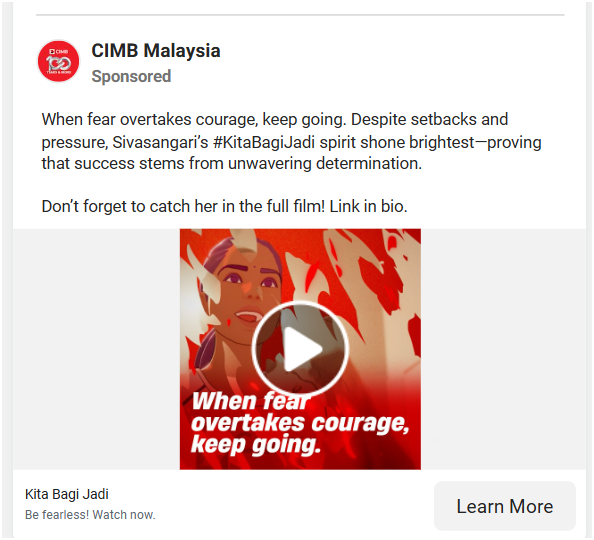 CIMB
100
YEARS & MORE
CIMB Malaysia
Sponsored
When fear overtakes courage, keep going. Despite setbacks and
pressure, Sivasangari’s #KitaBagiJadi spirit shone brightest—proving
that success stems from unwavering determination.
Don’t forget to catch her in the full film! Link in bio.
When fear
overtakes courage,
keep going.
Kita Bagi Jadi
Be fearless! Watch now.
Learn More